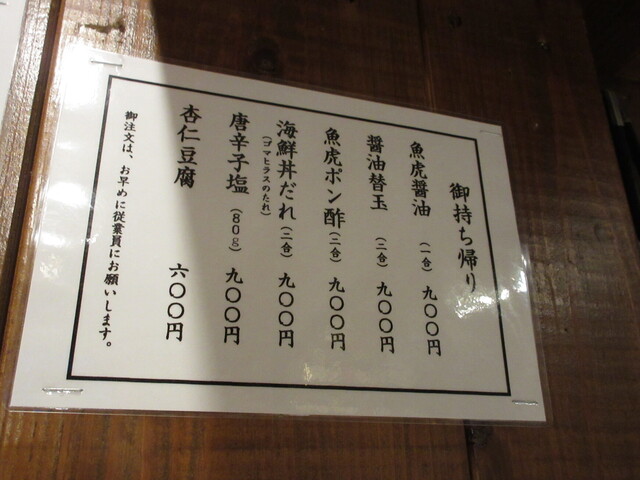 御持ち帰り
魚虎醤油（一合）九〇〇円
醤油替玉（二合）九〇〇円
魚虎ポン酢（二合）九〇〇円
海鮮丼だれ（二合）九〇〇円
（ゴマヒラスのたれ）
唐辛子塩（80g）九〇〇円
杏仁豆腐 六〇〇円
御注文は、お早めに従業員にお願いします。